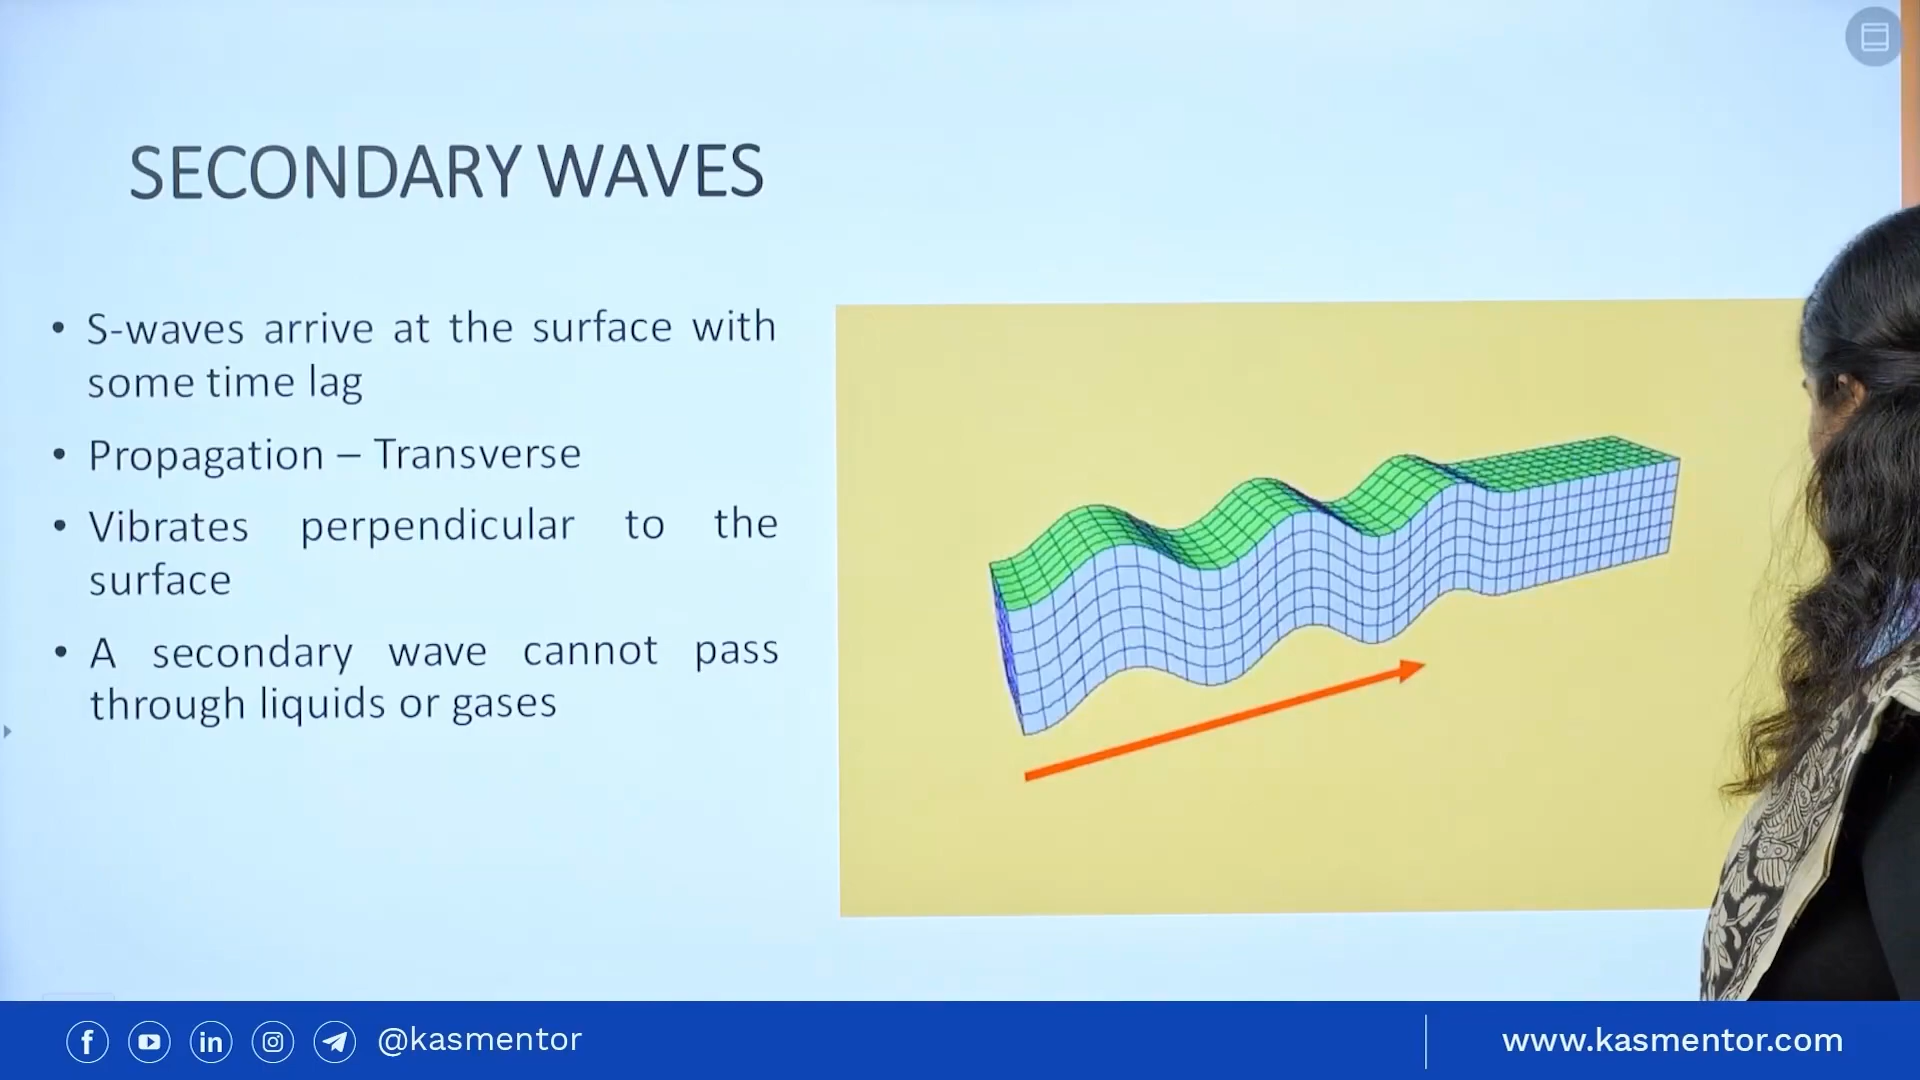 SECONDARY WAVES
• S-waves arrive at the surface with
some time lag
• Propagation – Transverse
• Vibrates perpendicular to the
surface
• A secondary wave cannot pass
through liquids or gases
@kasmentor
www.kasmentor.com